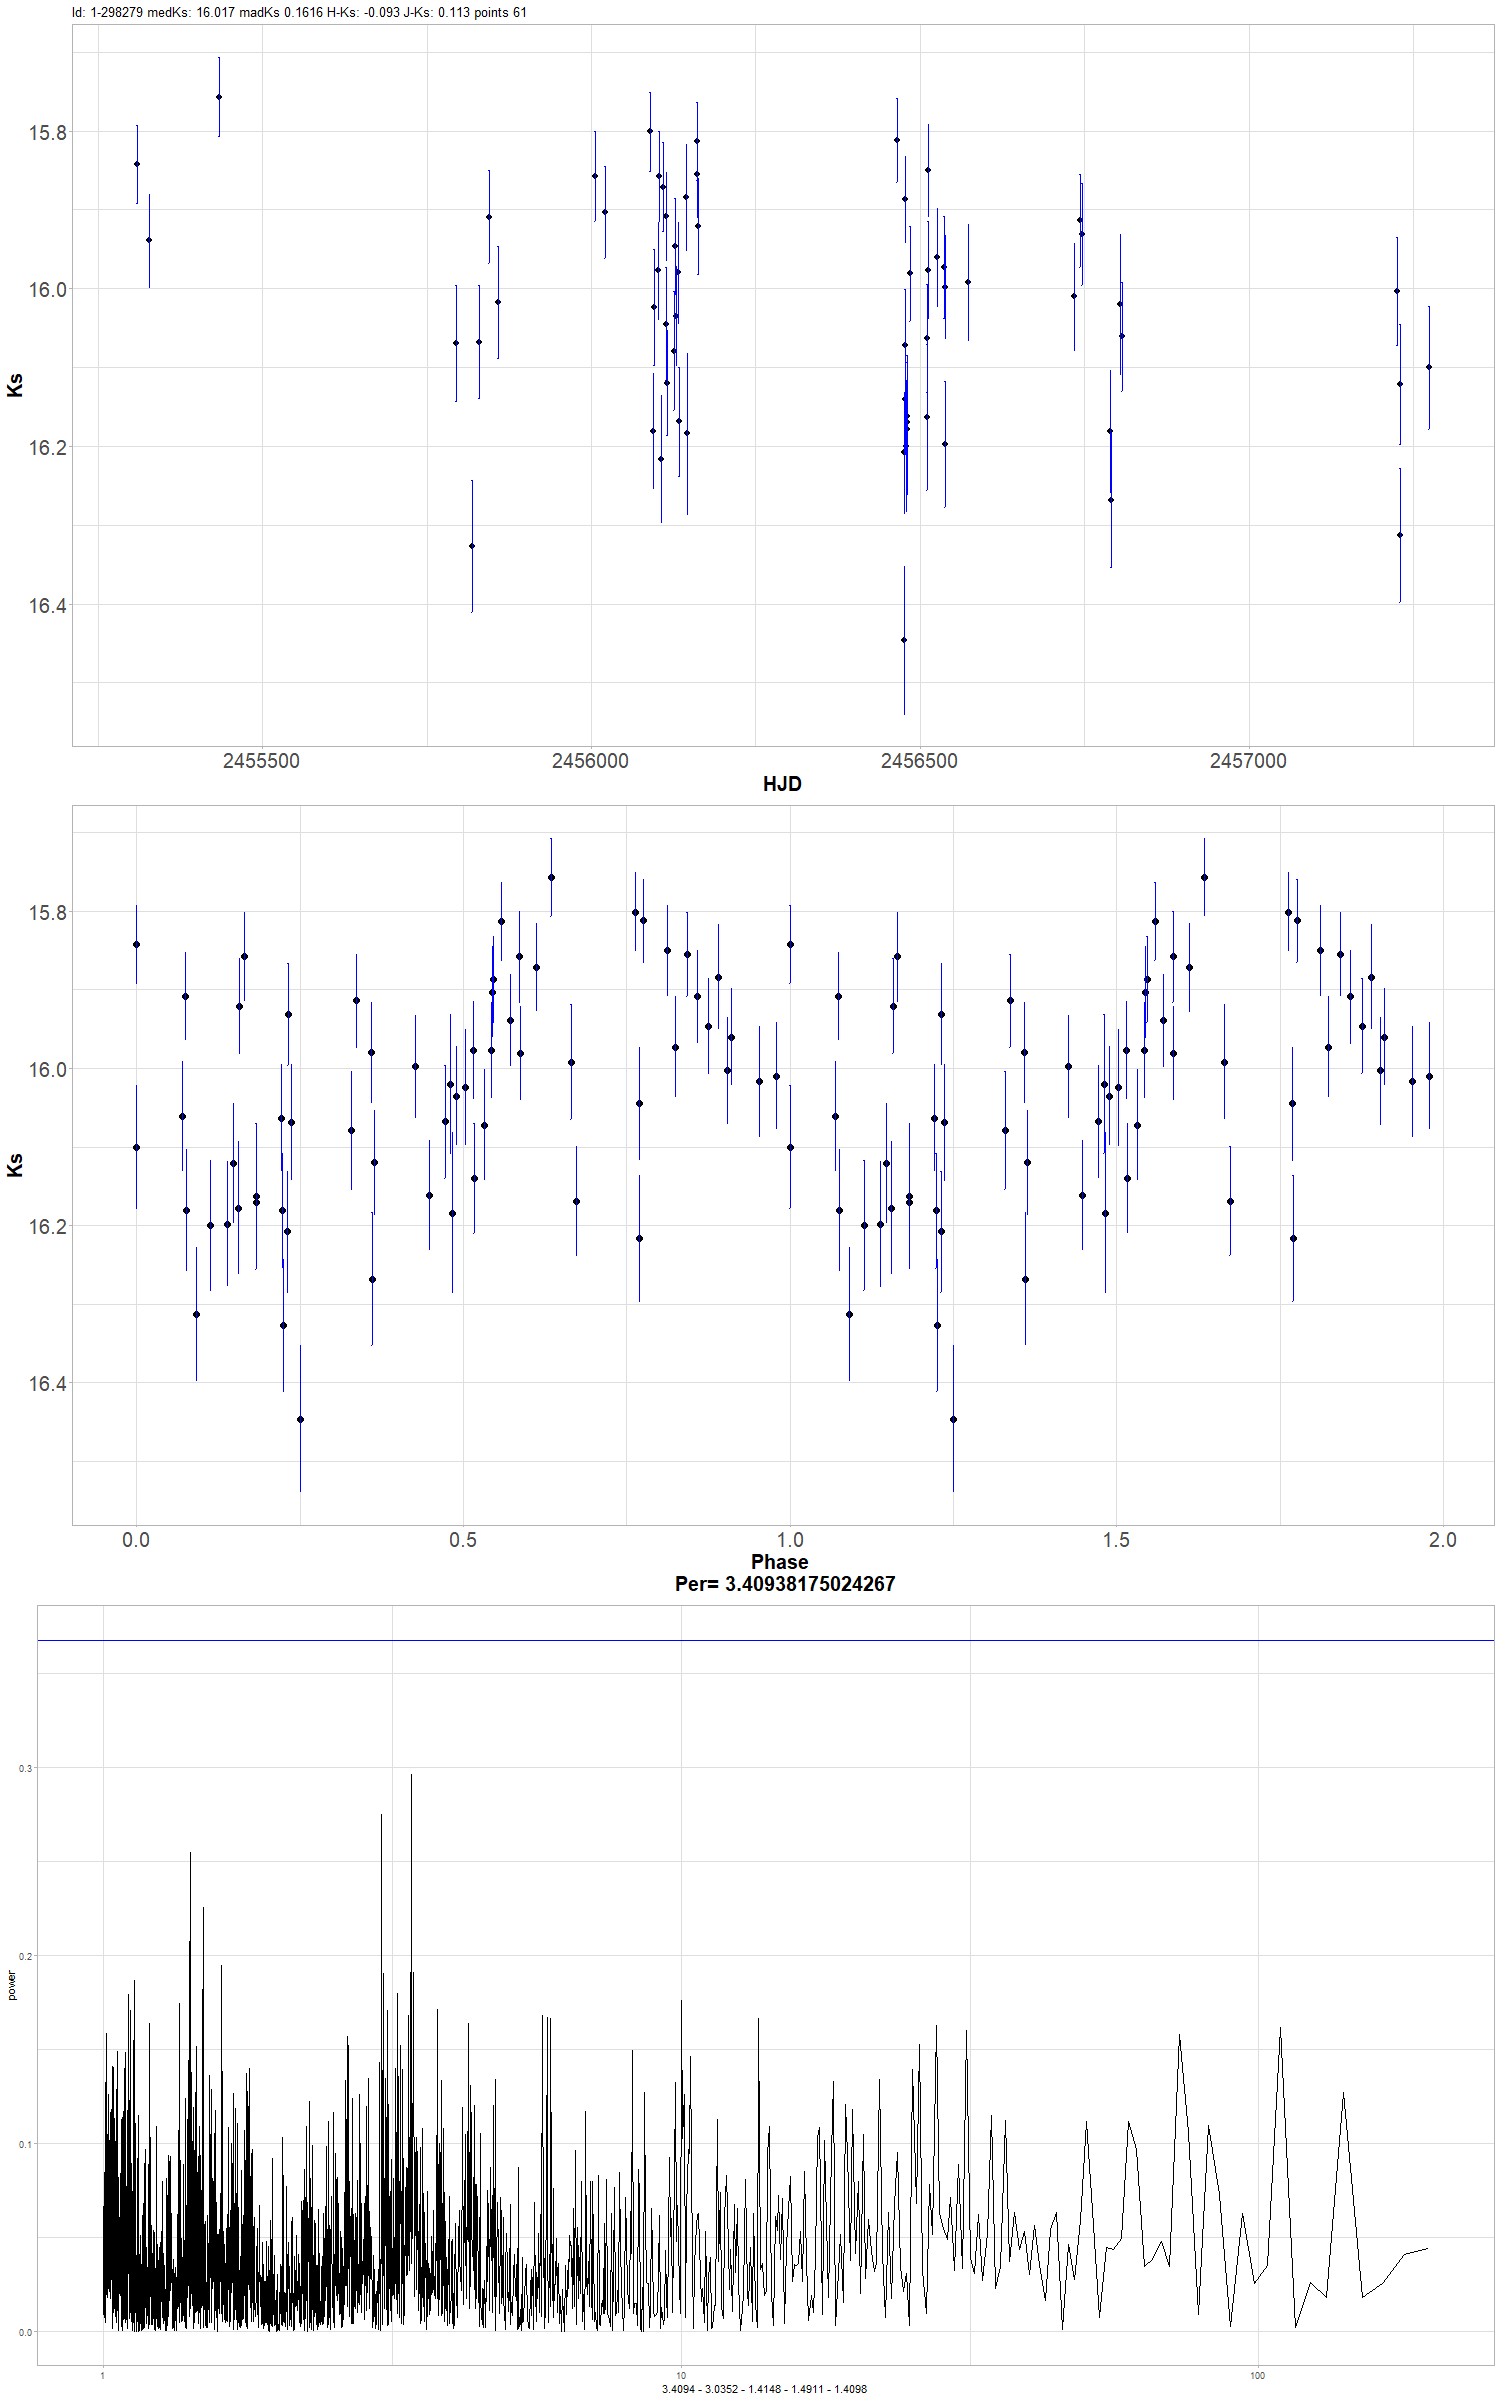 Id: 1-298279 medKs: 16.017 madKs 0.1616 H-Ks: -0.093 J-Ks: 0.113 points 61
15.8
16.0
16.2
16.4
Ks
2455500 2456000 2456500 2457000
HJD
15.8
16.0
16.2
16.4
Ks
0.0 0.5 1.0 1.5 2.0
Phase
Per= 3.40938175024267
0.3
0.2
0.1
0.0
power
1 10 100
3.4094 - 3.0352 - 1.4148 - 1.4911 - 1.4098